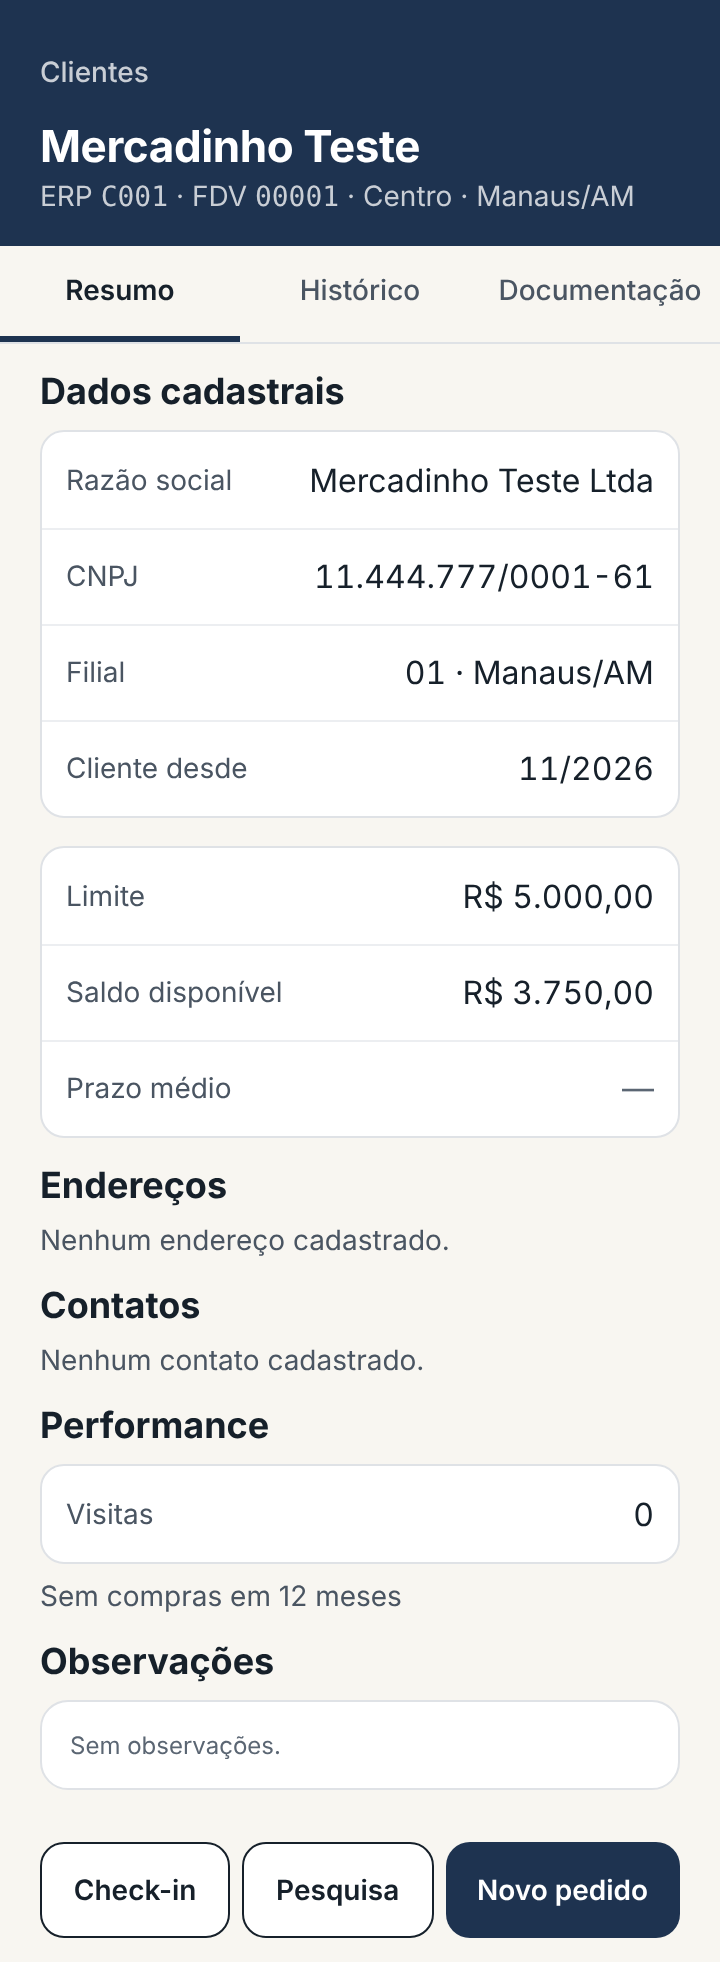 Clientes
Mercadinho Teste
ERP C001 · FDV 00001 · Centro · Manaus/AM
Resumo Histórico Documentação
Dados cadastrais
Razão social Mercadinho Teste Ltda
CNPJ 11.444.777/0001-61
Filial 01 · Manaus/AM
Cliente desde 11/2026
Limite R$ 5.000,00
Saldo disponível R$ 3.750,00
Prazo médio —
Endereços
Nenhum endereço cadastrado.
Contatos
Nenhum contato cadastrado.
Performance
Visitas 0
Sem compras em 12 meses
Observações
Sem observações.
Check-in Pesquisa Novo pedido